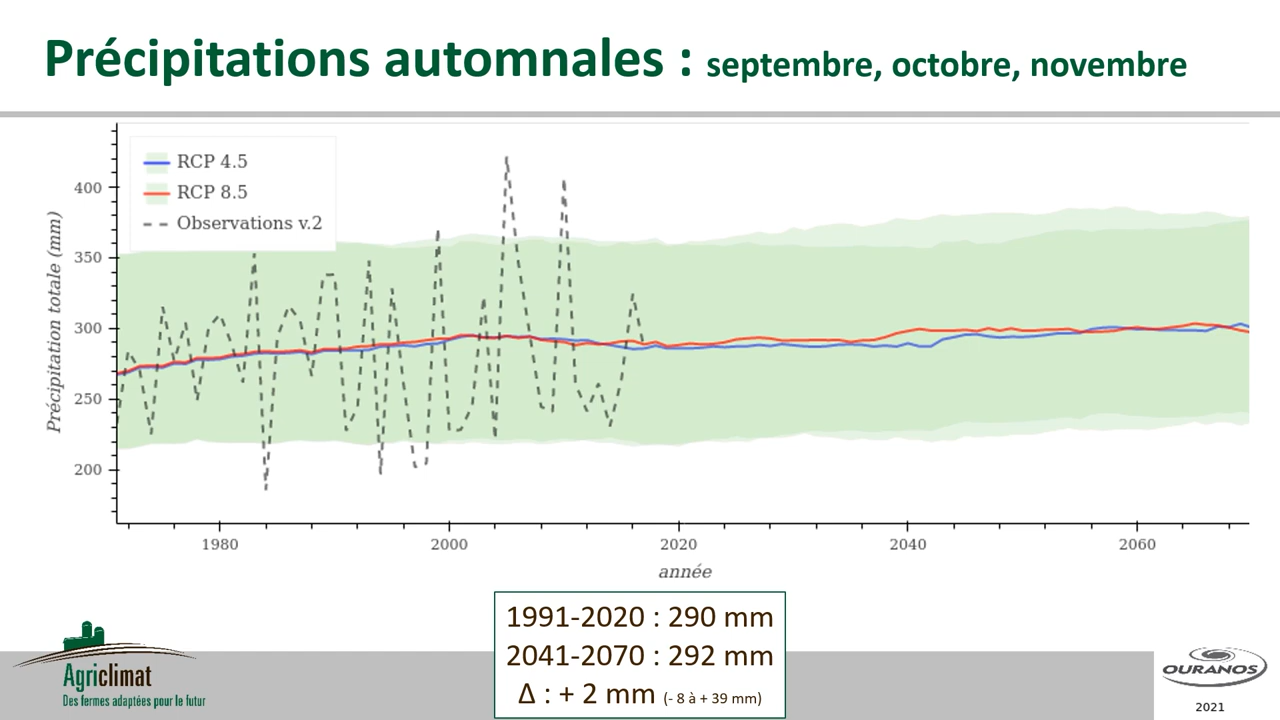 Précipitations automnales : septembre, octobre, novembre
RCP 4.5
RCP 8.5
Observations v.2
Précipitation totale (mm)
400
350
300
250
200
1980
2000
2020
2040
2060
année
1991-2020 : 290 mm
2041-2070 : 292 mm
Δ : + 2 mm (- 8 à + 39 mm)
Agriclimat
Des fermes adaptées pour le futur
OURANOS
2021